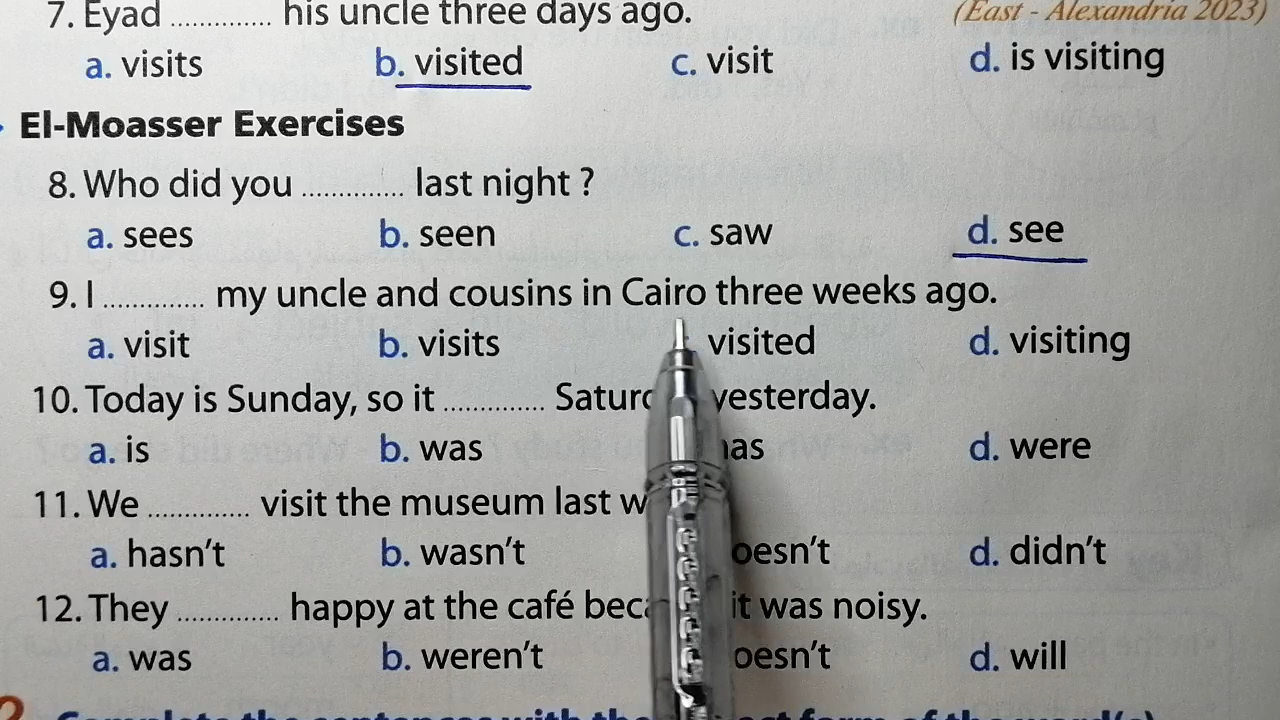 7. Eyad ............. his uncle three days ago. (East - Alexandria 2023)
a. visits b. visited c. visit d. is visiting
El-Moasser Exercises
8. Who did you ............. last night ?
a. sees b. seen c. saw d. see
9. I ............. my uncle and cousins in Cairo three weeks ago.
a. visit b. visits visited d. visiting
10. Today is Sunday, so it ............. yesterday.
a. is b. was d. were
11. We ............. visit the museum last
a. hasn't b. wasn't d. didn't
12. They ............. happy at the café it was noisy.
a. was b. weren't d. will